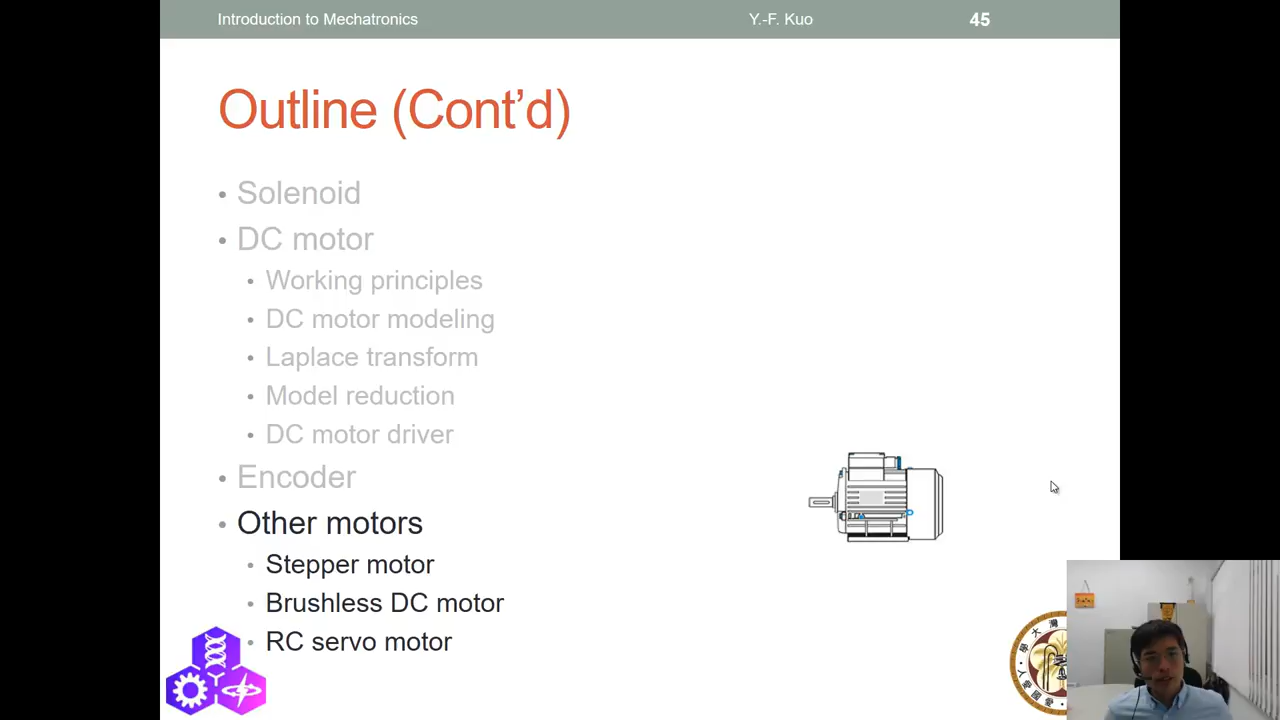 Introduction to Mechatronics
Y.-F. Kuo
45
Outline (Cont'd)
• Solenoid
• DC motor
• Working principles
• DC motor modeling
• Laplace transform
• Model reduction
• DC motor driver
• Encoder
• Other motors
• Stepper motor
• Brushless DC motor
• RC servo motor